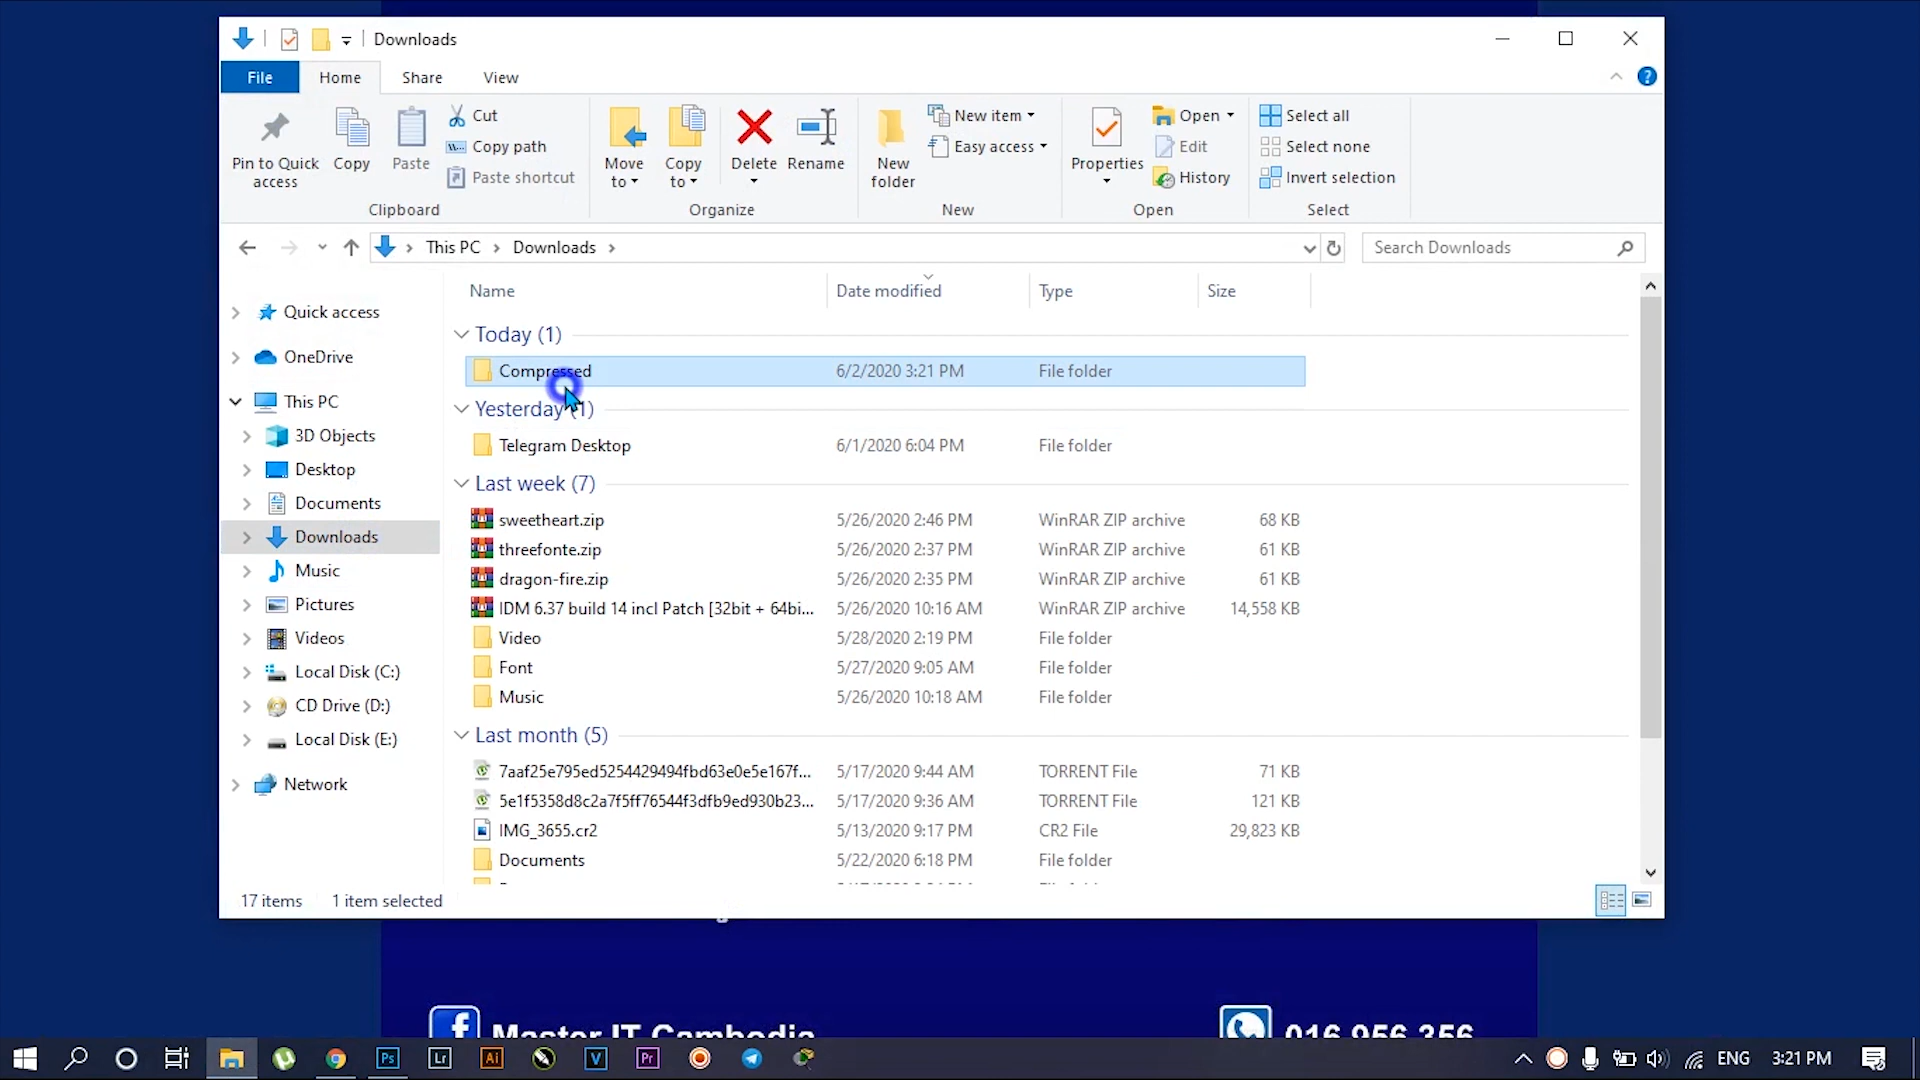 Downloads
File Home Share View
Pin to Quick access
Copy
Paste
Cut
Copy path
Paste shortcut
Clipboard
Move to
Copy to
Delete
Rename
Organize
New folder
New item
Easy access
New
Properties
Open
Edit
History
Open
Select all
Select none
Invert selection
Select
This PC Downloads
Search Downloads
Quick access
OneDrive
This PC
3D Objects
Desktop
Documents
Downloads
Music
Pictures
Videos
Local Disk (C:)
CD Drive (D:)
Local Disk (E:)
Network
Name Date modified Type Size
Today (1)
Compressed 6/2/2020 3:21 PM File folder
Yesterday (1)
Telegram Desktop 6/1/2020 6:04 PM File folder
Last week (7)
sweetheart.zip 5/26/2020 2:46 PM WinRAR ZIP archive 68 KB
threefonte.zip 5/26/2020 2:37 PM WinRAR ZIP archive 61 KB
dragon-fire.zip 5/26/2020 2:35 PM WinRAR ZIP archive 61 KB
IDM 6.37 build 14 incl Patch [32bit + 64bi... 5/26/2020 10:16 AM WinRAR ZIP archive 14,558 KB
Video 5/28/2020 2:19 PM File folder
Font 5/27/2020 9:05 AM File folder
Music 5/26/2020 10:18 AM File folder
Last month (5)
7aaf25e795ed5254429494fbd63e0e5e167f... 5/17/2020 9:44 AM TORRENT File 71 KB
5e1f5358d8c2a7f5ff76544f3dfb9ed930b23... 5/17/2020 9:36 AM TORRENT File 121 KB
IMG_3655.cr2 5/13/2020 9:17 PM CR2 File 29,823 KB
Documents 5/22/2020 6:18 PM File folder
17 items 1 item selected
Master IT Cambodia 016 956 356
Ps Lr Ai V Pr ENG 3:21 PM